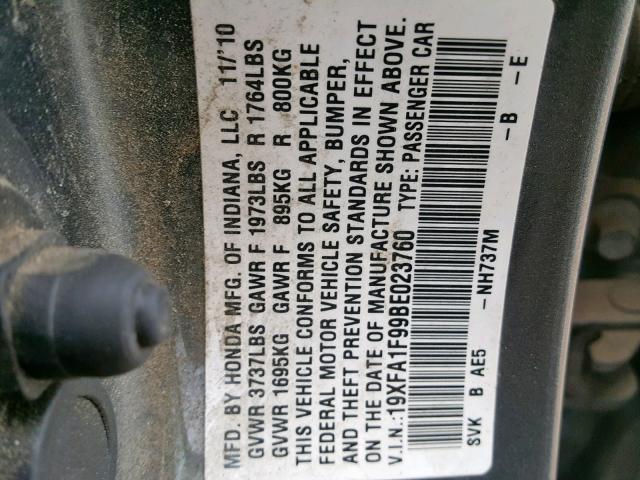 MFD. BY HONDA MFG. OF INDIANA, LLC 11/'10
GVWR 3737LBS GAWR F 1973LBS R 1764LBS
GVWR 1695KG GAWR F 895KG R 800KG
THIS VEHICLE CONFORMS TO ALL APPLICABLE
FEDERAL MOTOR VEHICLE SAFETY, BUMPER,
AND THEFT PREVENTION STANDARDS IN EFFECT
ON THE DATE OF MANUFACTURE SHOWN ABOVE.
V.I.N.: 19XFA1F99BE023760 TYPE: PASSENGER CAR
SVK B AE5 -NH737M -B -E